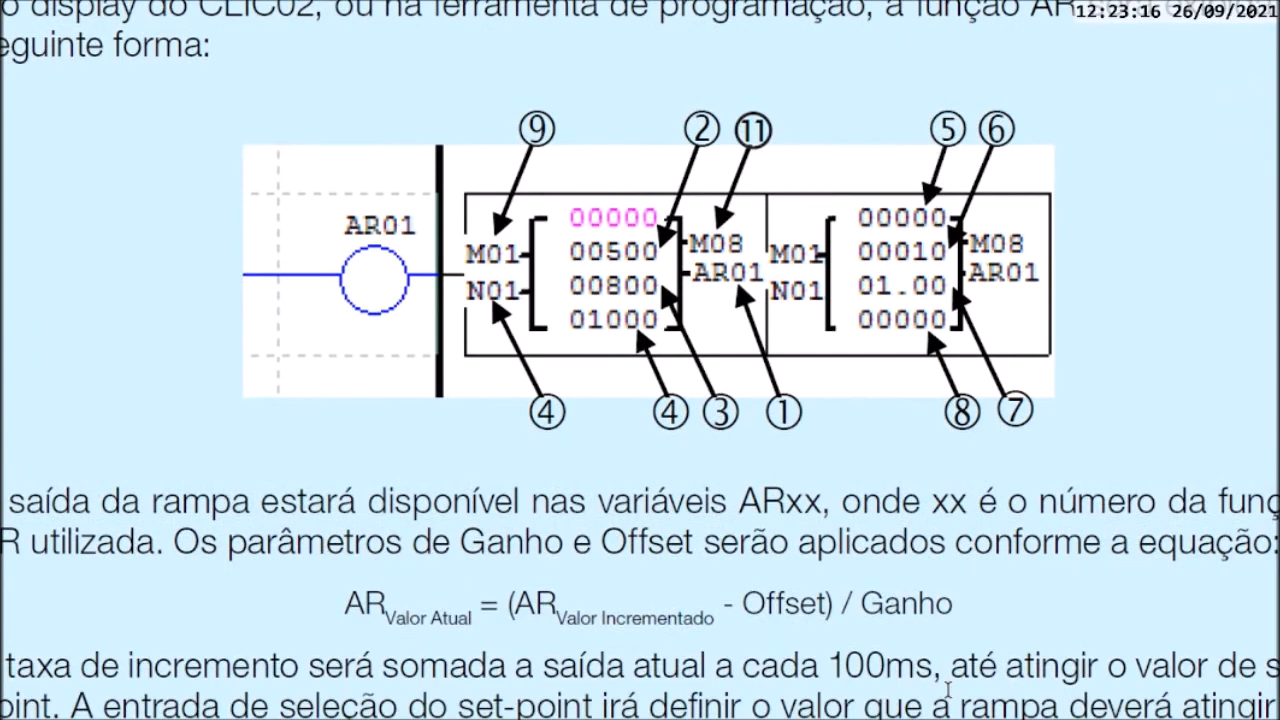 o display do CLIC02, ou na ferramenta de programação, a função AR
12:23:16 26/09/2021
eguinte forma:
⑨ ② ⑪ ⑤ ⑥
AR01
00000
M01 00500 M08
N01 00800 AR01
01000
00000
M01 00010 M08
N01 01.00 AR01
00000
④ ④ ③ ① ⑧ ⑦
saída da rampa estará disponível nas variáveis ARxx, onde xx é o número da funç
R utilizada. Os parâmetros de Ganho e Offset serão aplicados conforme a equação:
AR Valor Atual = (AR Valor Incrementado - Offset) / Ganho
taxa de incremento será somada a saída atual a cada 100ms, até atingir o valor de s
oint. A entrada de seleção do set-point irá definir o valor que a rampa deverá atingir